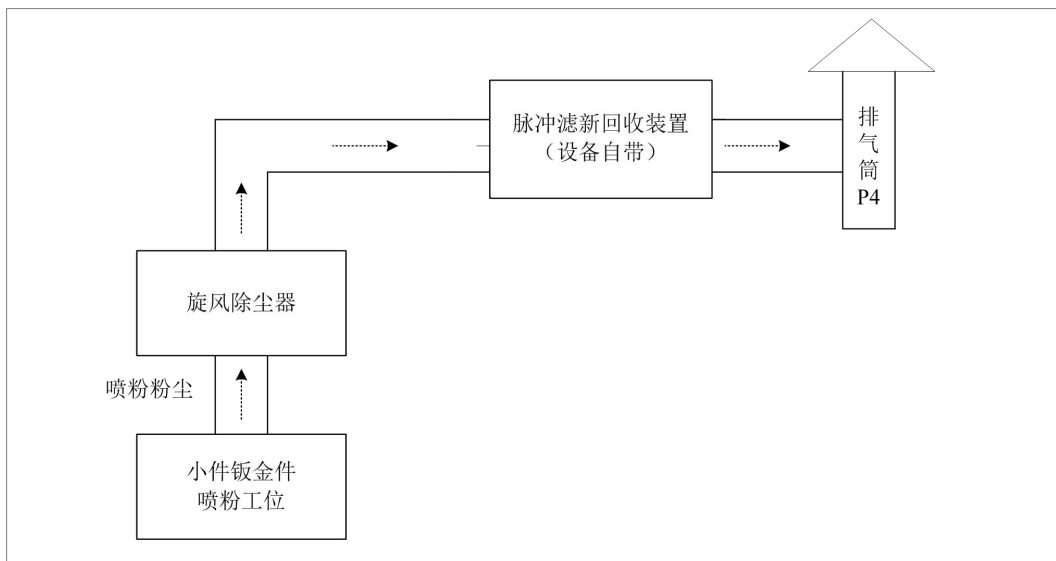 脉冲滤新回收装置
（设备自带）
排
气
筒
P4
旋风除尘器
喷粉粉尘
小件钣金件
喷粉工位